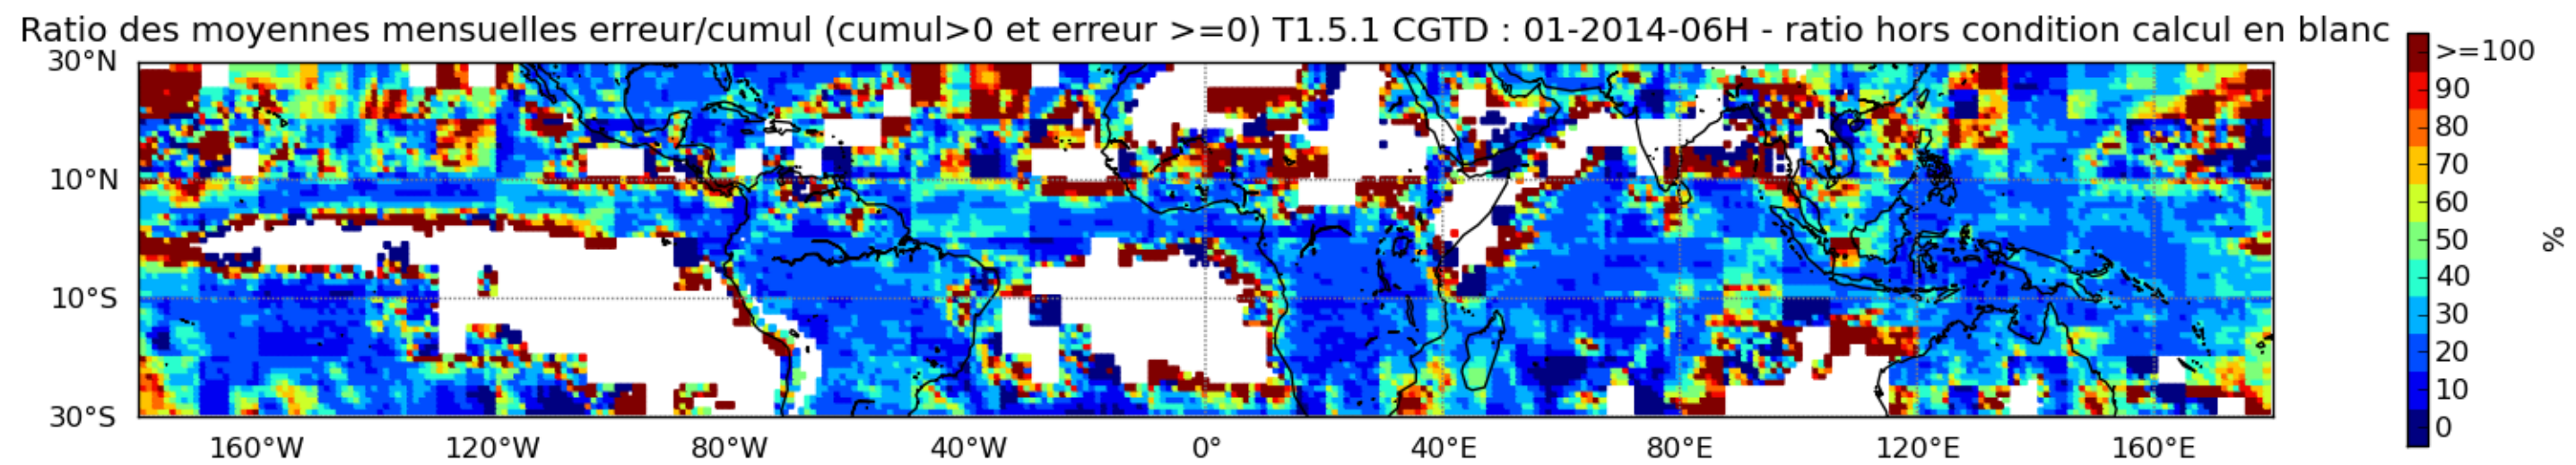 Ratio des moyennes mensuelles erreur/cumul (cumul>0 et erreur >=0) T1.5.1 CGTD : 01-2014-06H - ratio hors condition calcul en blanc
30°N
10°N
10°S
30°S
160°W 120°W 80°W 40°W 0° 40°E 80°E 120°E 160°E
>=100
90
80
70
60
50
40
30
20
10
0
%